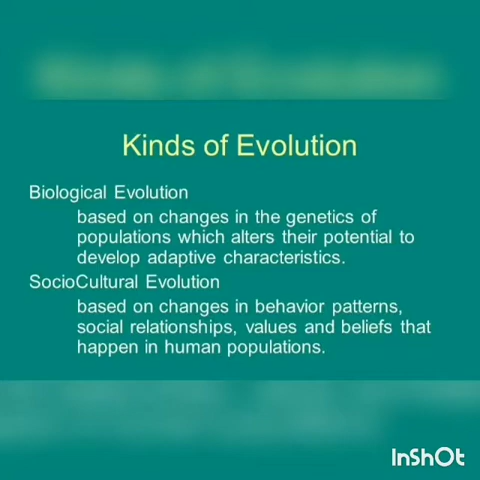 Kinds of Evolution
Biological Evolution
based on changes in the genetics of
populations which alters their potential to
develop adaptive characteristics.
SocioCultural Evolution
based on changes in behavior patterns,
social relationships, values and beliefs that
happen in human populations.
InShOt